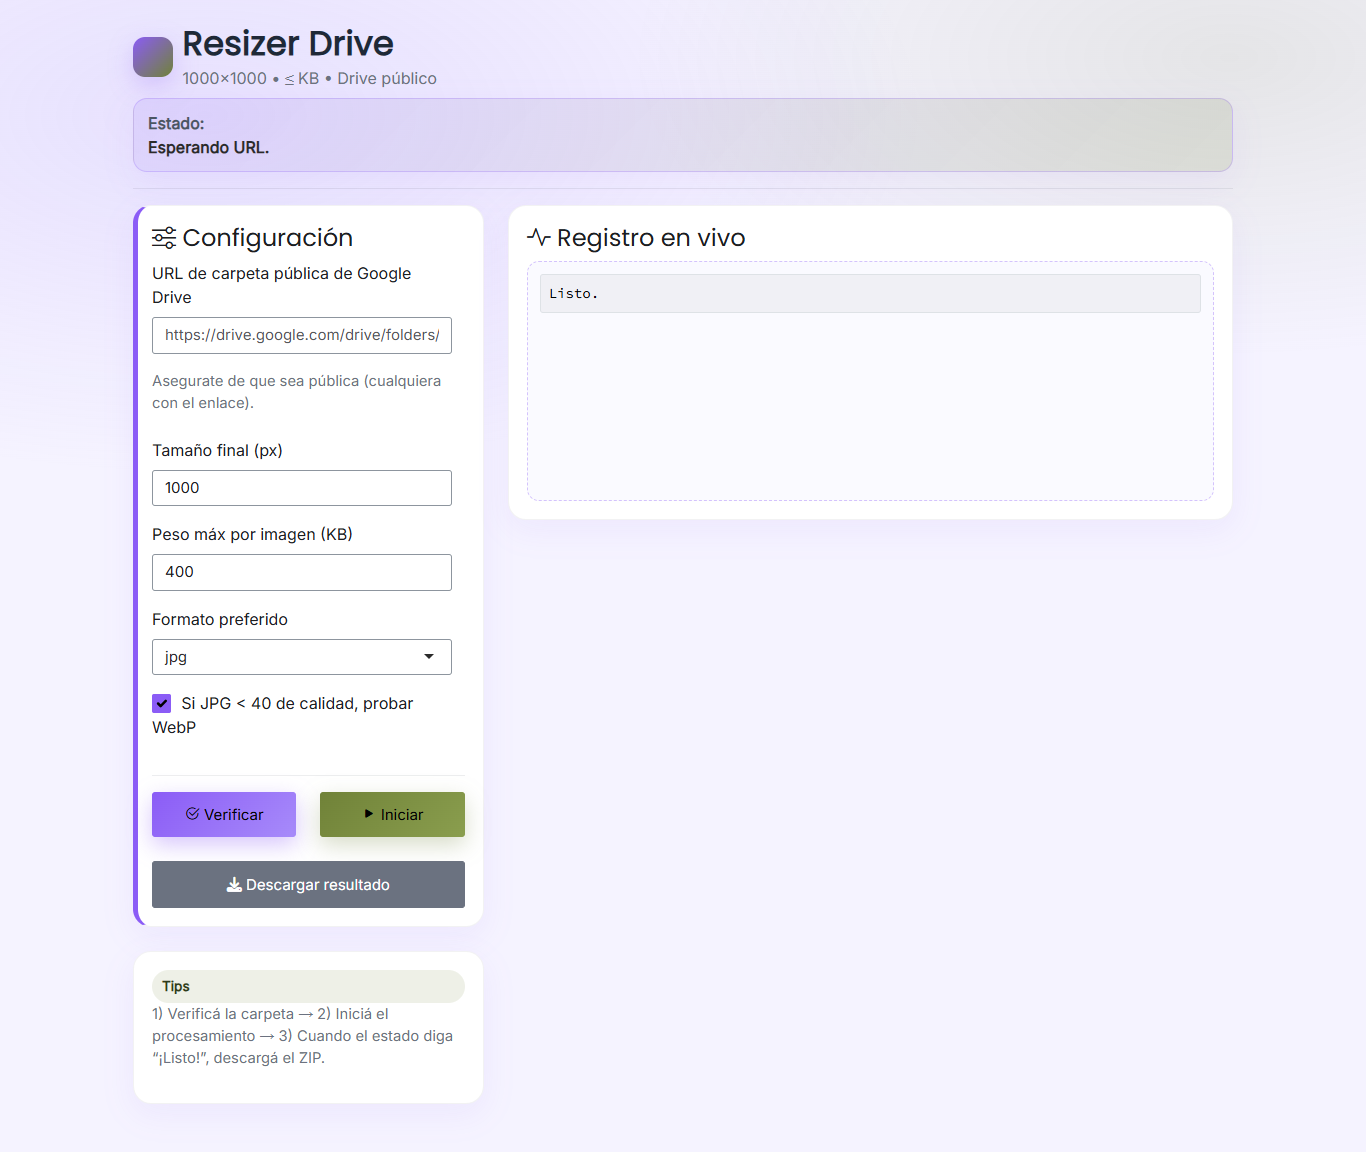 Resizer Drive
1000×1000 • ≤ KB • Drive público
Estado:
Esperando URL.
Configuración
URL de carpeta pública de Google
Drive
https://drive.google.com/drive/folders/
Asegurate de que sea pública (cualquiera
con el enlace).
Tamaño final (px)
1000
Peso máx por imagen (KB)
400
Formato preferido
jpg
Si JPG < 40 de calidad, probar
WebP
Verificar
Iniciar
Descargar resultado
Tips
1) Verificá la carpeta → 2) Iniciá el
procesamiento → 3) Cuando el estado diga
“¡Listo!”, descargá el ZIP.
Registro en vivo
Listo.